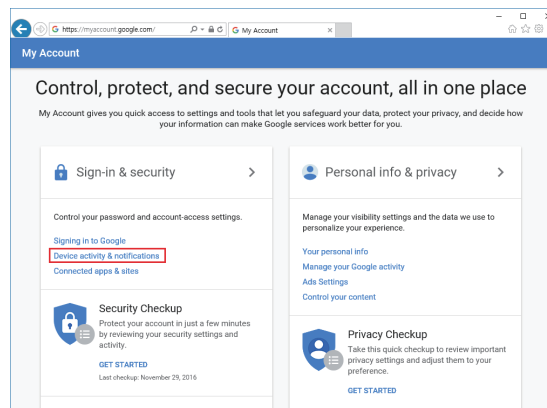 https://myaccount.google.com/
My Account
My Account
Control, protect, and secure your account, all in one place
My Account gives you quick access to settings and tools that let you safeguard your data, protect your privacy, and decide how
your information can make Google services work better for you.
Sign-in & security
Control your password and account-access settings.
Signing in to Google
Device activity & notifications
Connected apps & sites
Security Checkup
Protect your account in just a few minutes
by reviewing your security settings and
activity.
GET STARTED
Last checkup: November 29, 2016
Personal info & privacy
Manage your visibility settings and the data we use to
personalize your experience.
Your personal info
Manage your Google activity
Ads Settings
Control your content
Privacy Checkup
Take this quick checkup to review important
privacy settings and adjust them to your
preference.
GET STARTED